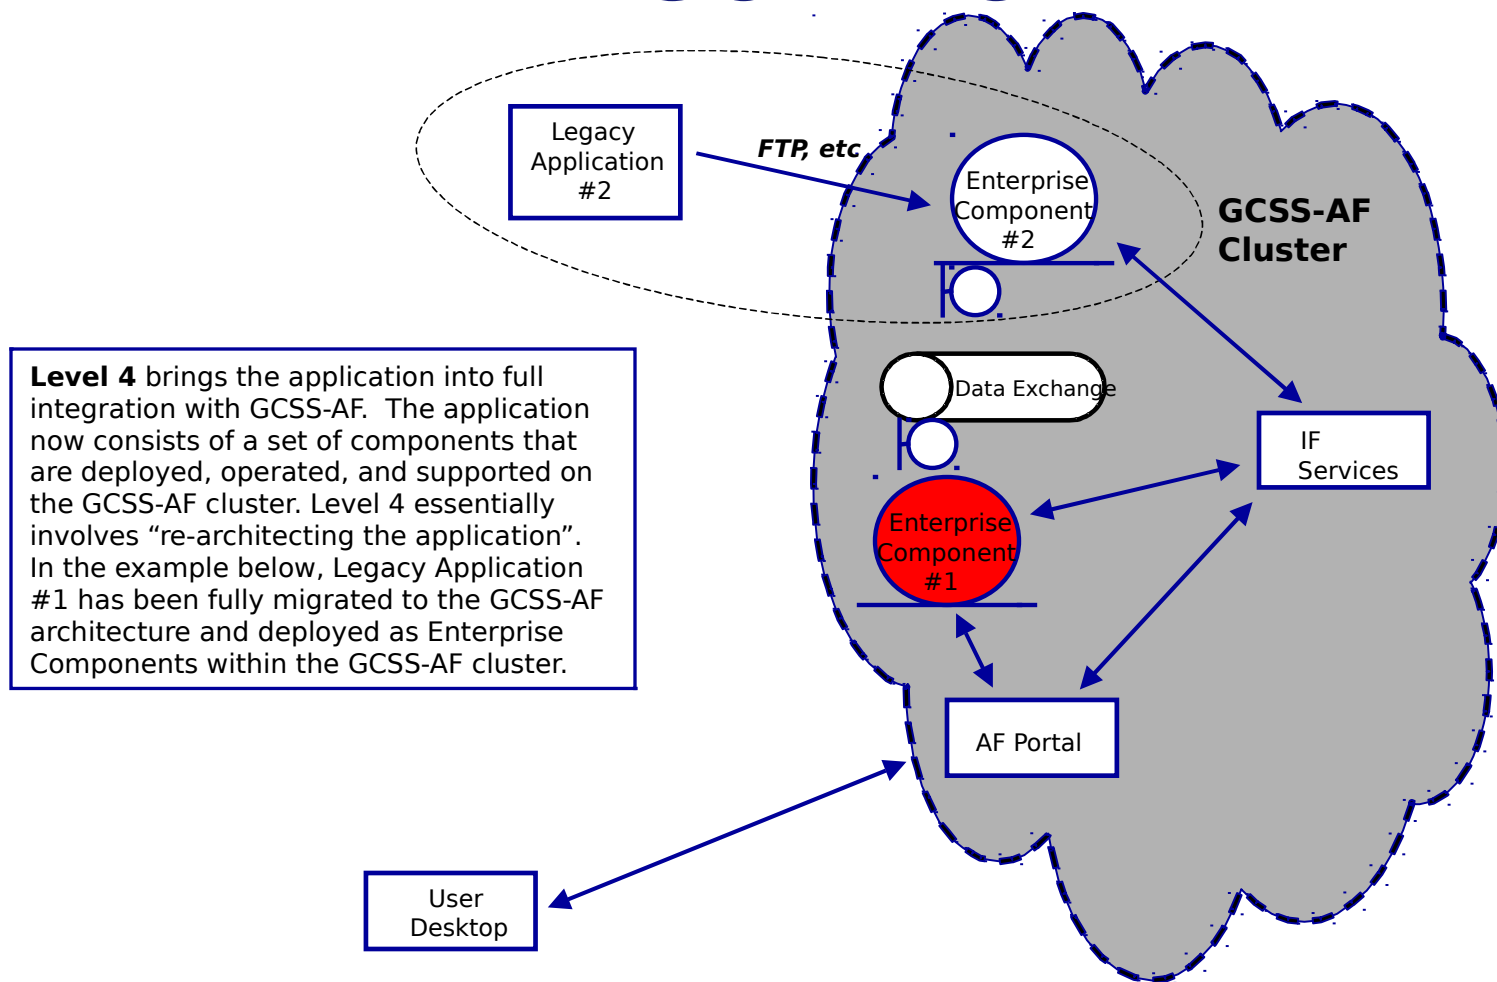 Legacy
Application
#2
FTP, etc
Enterprise
Component
#2
GCSS-AF
Cluster
Level 4 brings the application into full
integration with GCSS-AF.  The application
now consists of a set of components that
are deployed, operated, and supported on
the GCSS-AF cluster. Level 4 essentially
involves “re-architecting the application”.
In the example below, Legacy Application
#1 has been fully migrated to the GCSS-AF
architecture and deployed as Enterprise
Components within the GCSS-AF cluster.
Data Exchange
IF
Services
Enterprise
Component
#1
AF Portal
User
Desktop